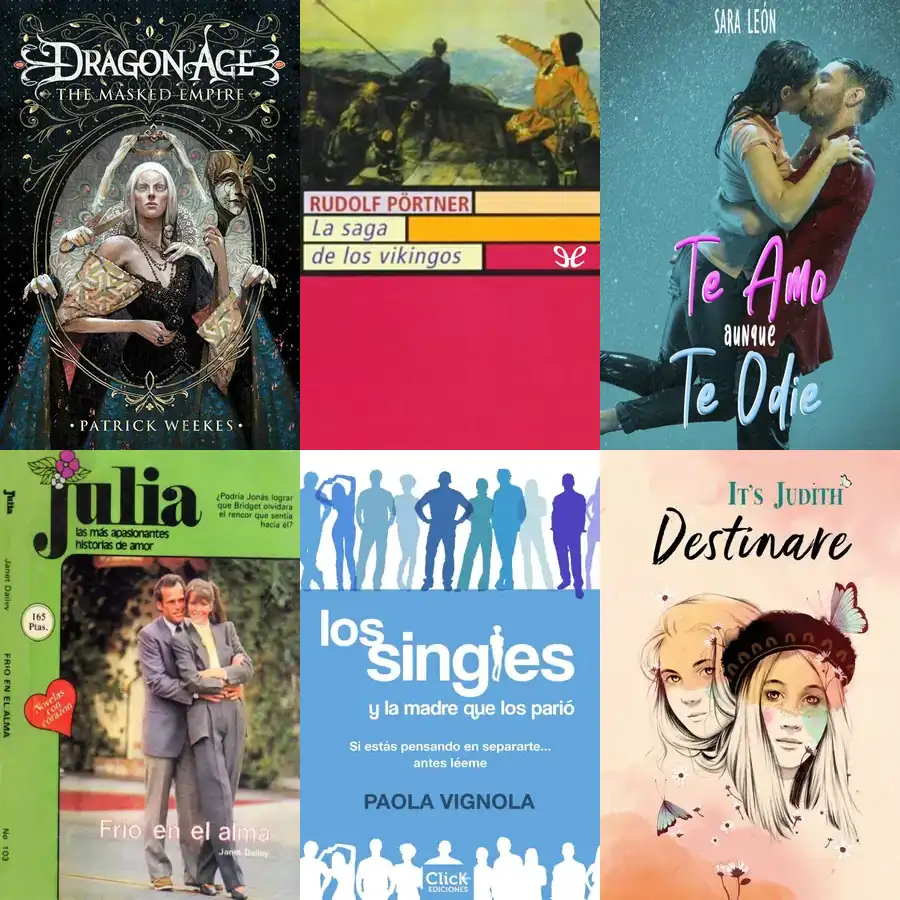 DRAGON AGE
THE MASKED EMPIRE
• PATRICK WEEKES •
RUDOLF PÖRTNER
La saga
de los vikingos
SARA LEÓN
Te Amo
aunque
Te Odie
Julia
JANET DAILEY
FRIO EN EL ALMA
No 103
julia
las más apasionantes
historias de amor
¿Podría Jonás lograr
que Bridget olvidara
el rencor que sentía
hacia él?
165
Ptas.
Novelas
con
corazón
Frío en el alma
Janet Dailey
los
singles
y la madre que los parió
Si estás pensando en separarte...
antes léeme
PAOLA VIGNOLA
Click
EDICIONES
IT'S JUDITH
Destinare